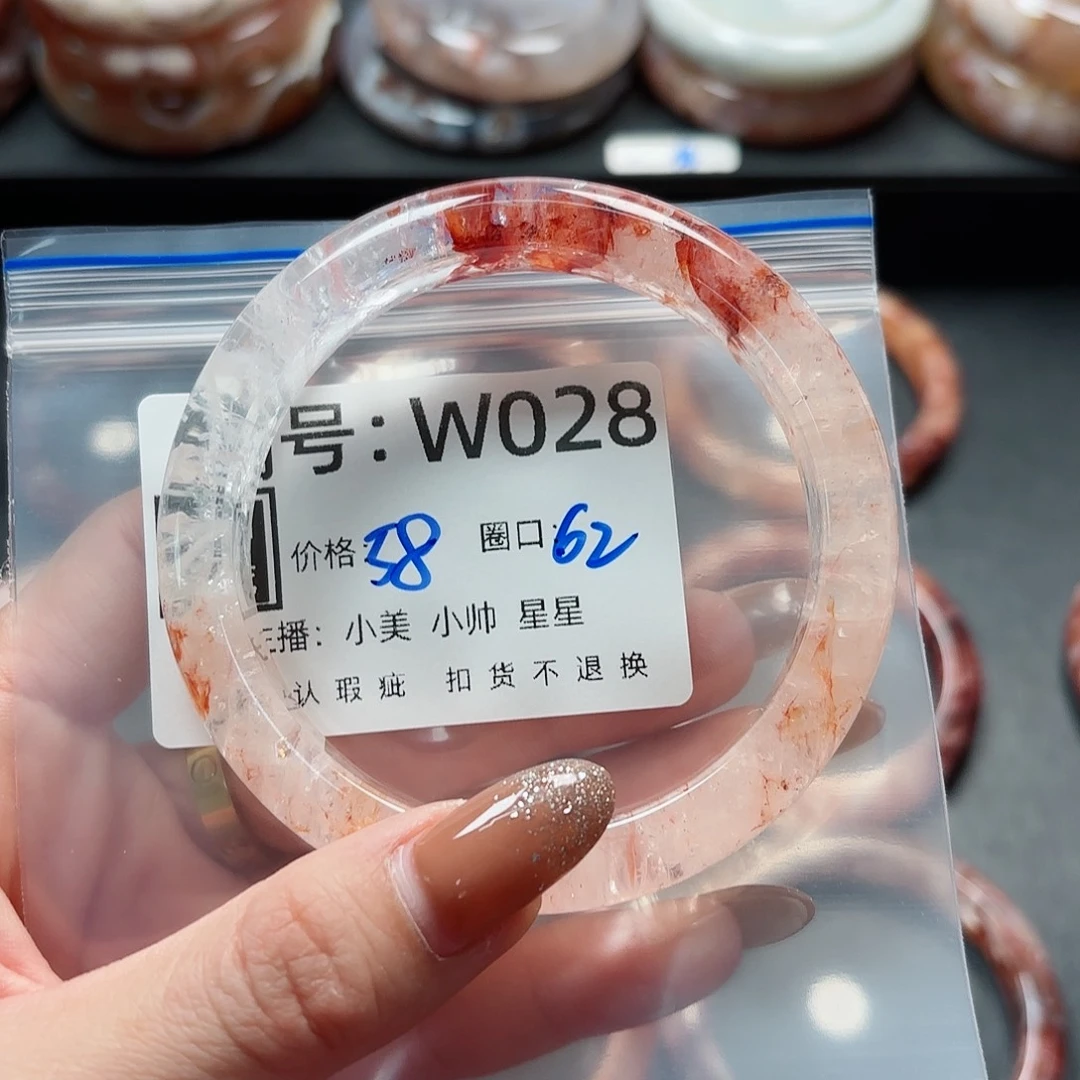 号：W028
价格：58 圈口：62
主播：小美 小帅 星星
认瑕疵 扣货不退换